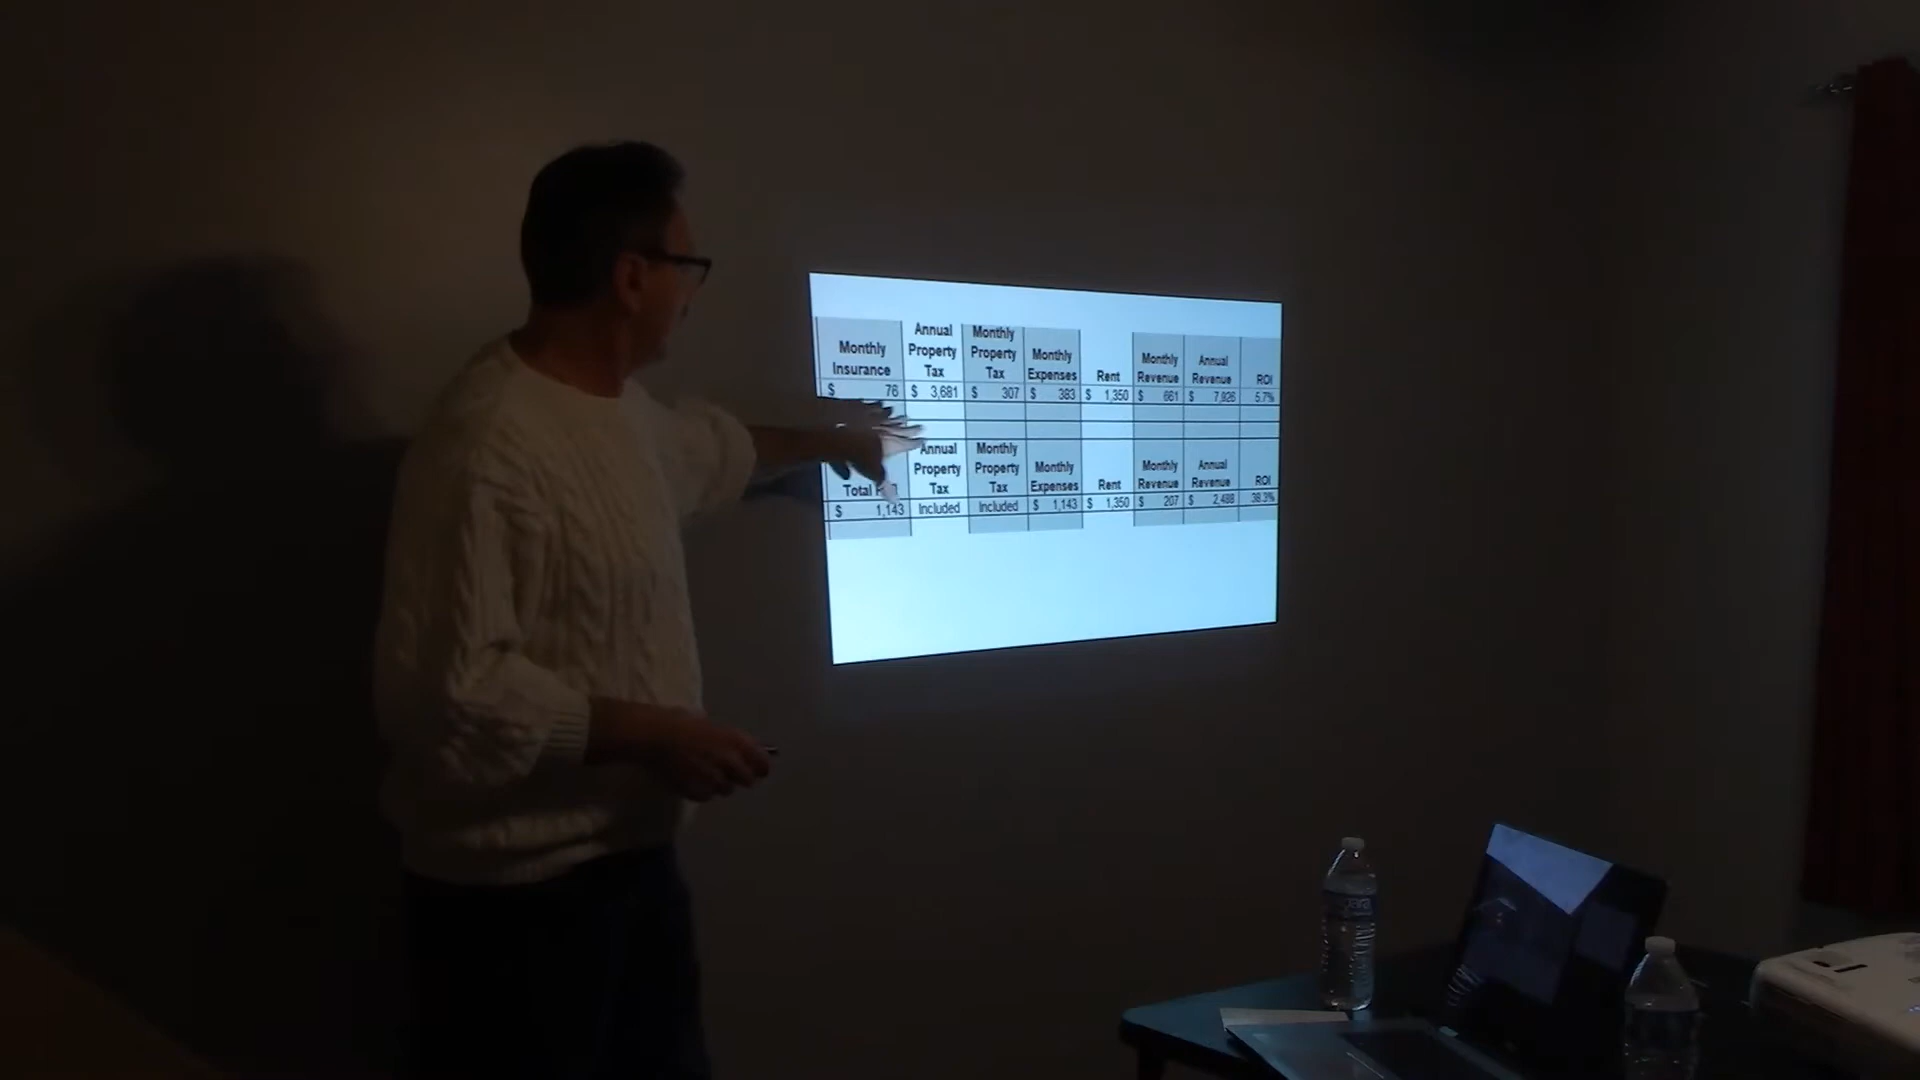 Monthly Insurance Annual Property Tax Monthly Property Tax Monthly Expenses Rent Monthly Revenue Annual Revenue ROI
$ 76 $ 3,681 $ 307 $ 383 $ 1,350 $ 661 $ 7,926 5.7%
Total Annual Property Tax Monthly Property Tax Monthly Expenses Rent Monthly Revenue Annual Revenue ROI
$ 1,143 Included Included $ 1,143 $ 1,350 $ 207 $ 2,488 38.3%